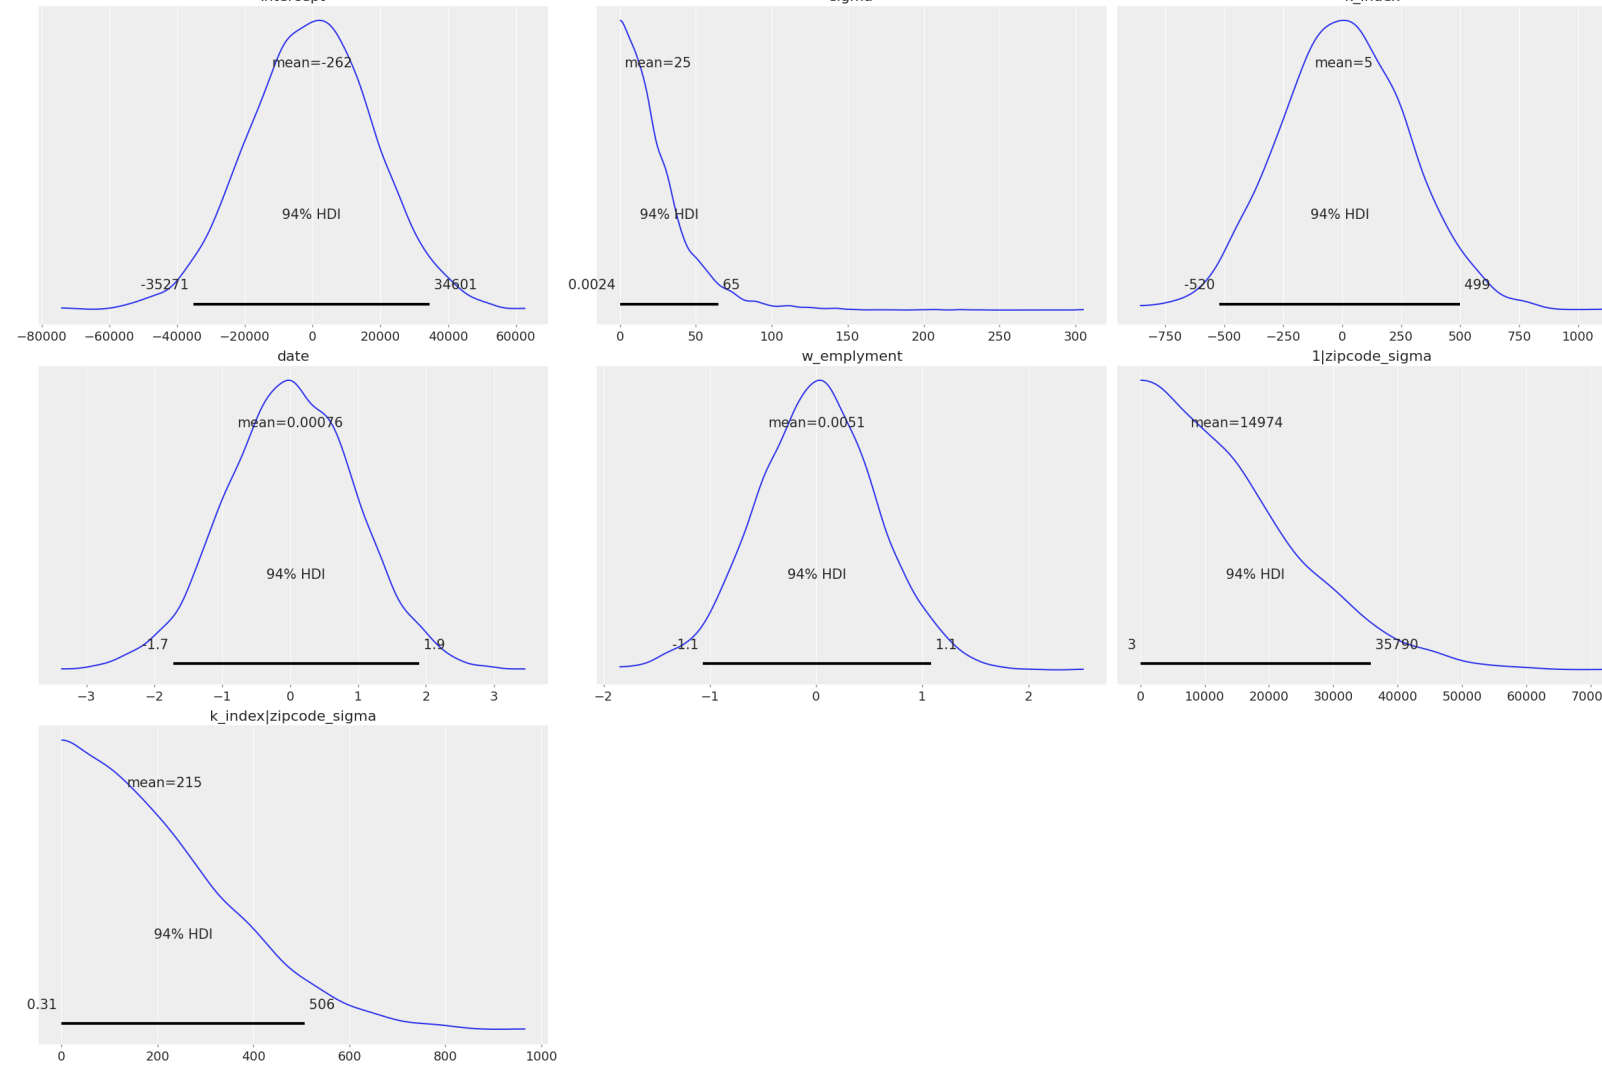 intercept
sigma
k_index
mean=-262
mean=25
mean=5
94% HDI
94% HDI
94% HDI
-35271
34601
0.0024
65
-520
499
−80000 −60000 −40000 −20000 0 20000 40000 60000
0 50 100 150 200 250 300
−750 −500 −250 0 250 500 750 1000
date
w_emplyment
1|zipcode_sigma
mean=0.00076
mean=0.0051
mean=14974
94% HDI
94% HDI
94% HDI
-1.7
1.9
-1.1
1.1
3
35790
−3 −2 −1 0 1 2 3
−2 −1 0 1 2
0 10000 20000 30000 40000 50000 60000 7000
k_index|zipcode_sigma
mean=215
94% HDI
0.31
506
0 200 400 600 800 1000